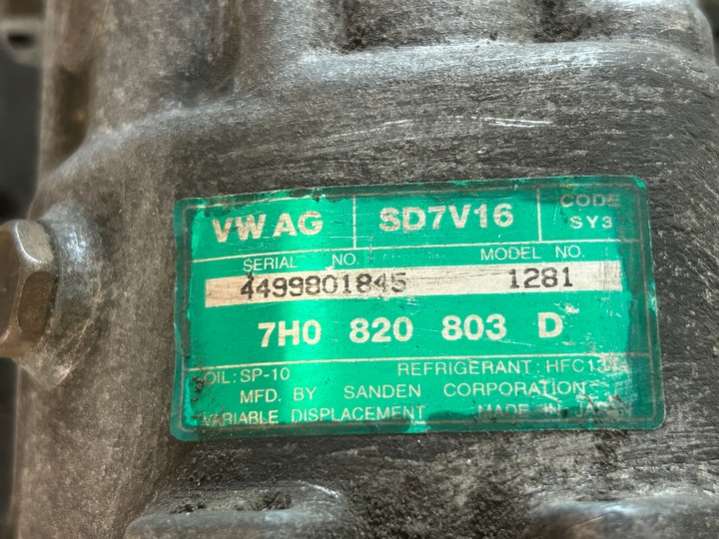 VW AG SD7V16 CODE SY3
SERIAL NO. MODEL NO.
4499801845 1281
7H0 820 803 D
OIL: SP-10 REFRIGERANT: HFC134a
MFD. BY SANDEN CORPORATION
VARIABLE DISPLACEMENT MADE IN JAPAN